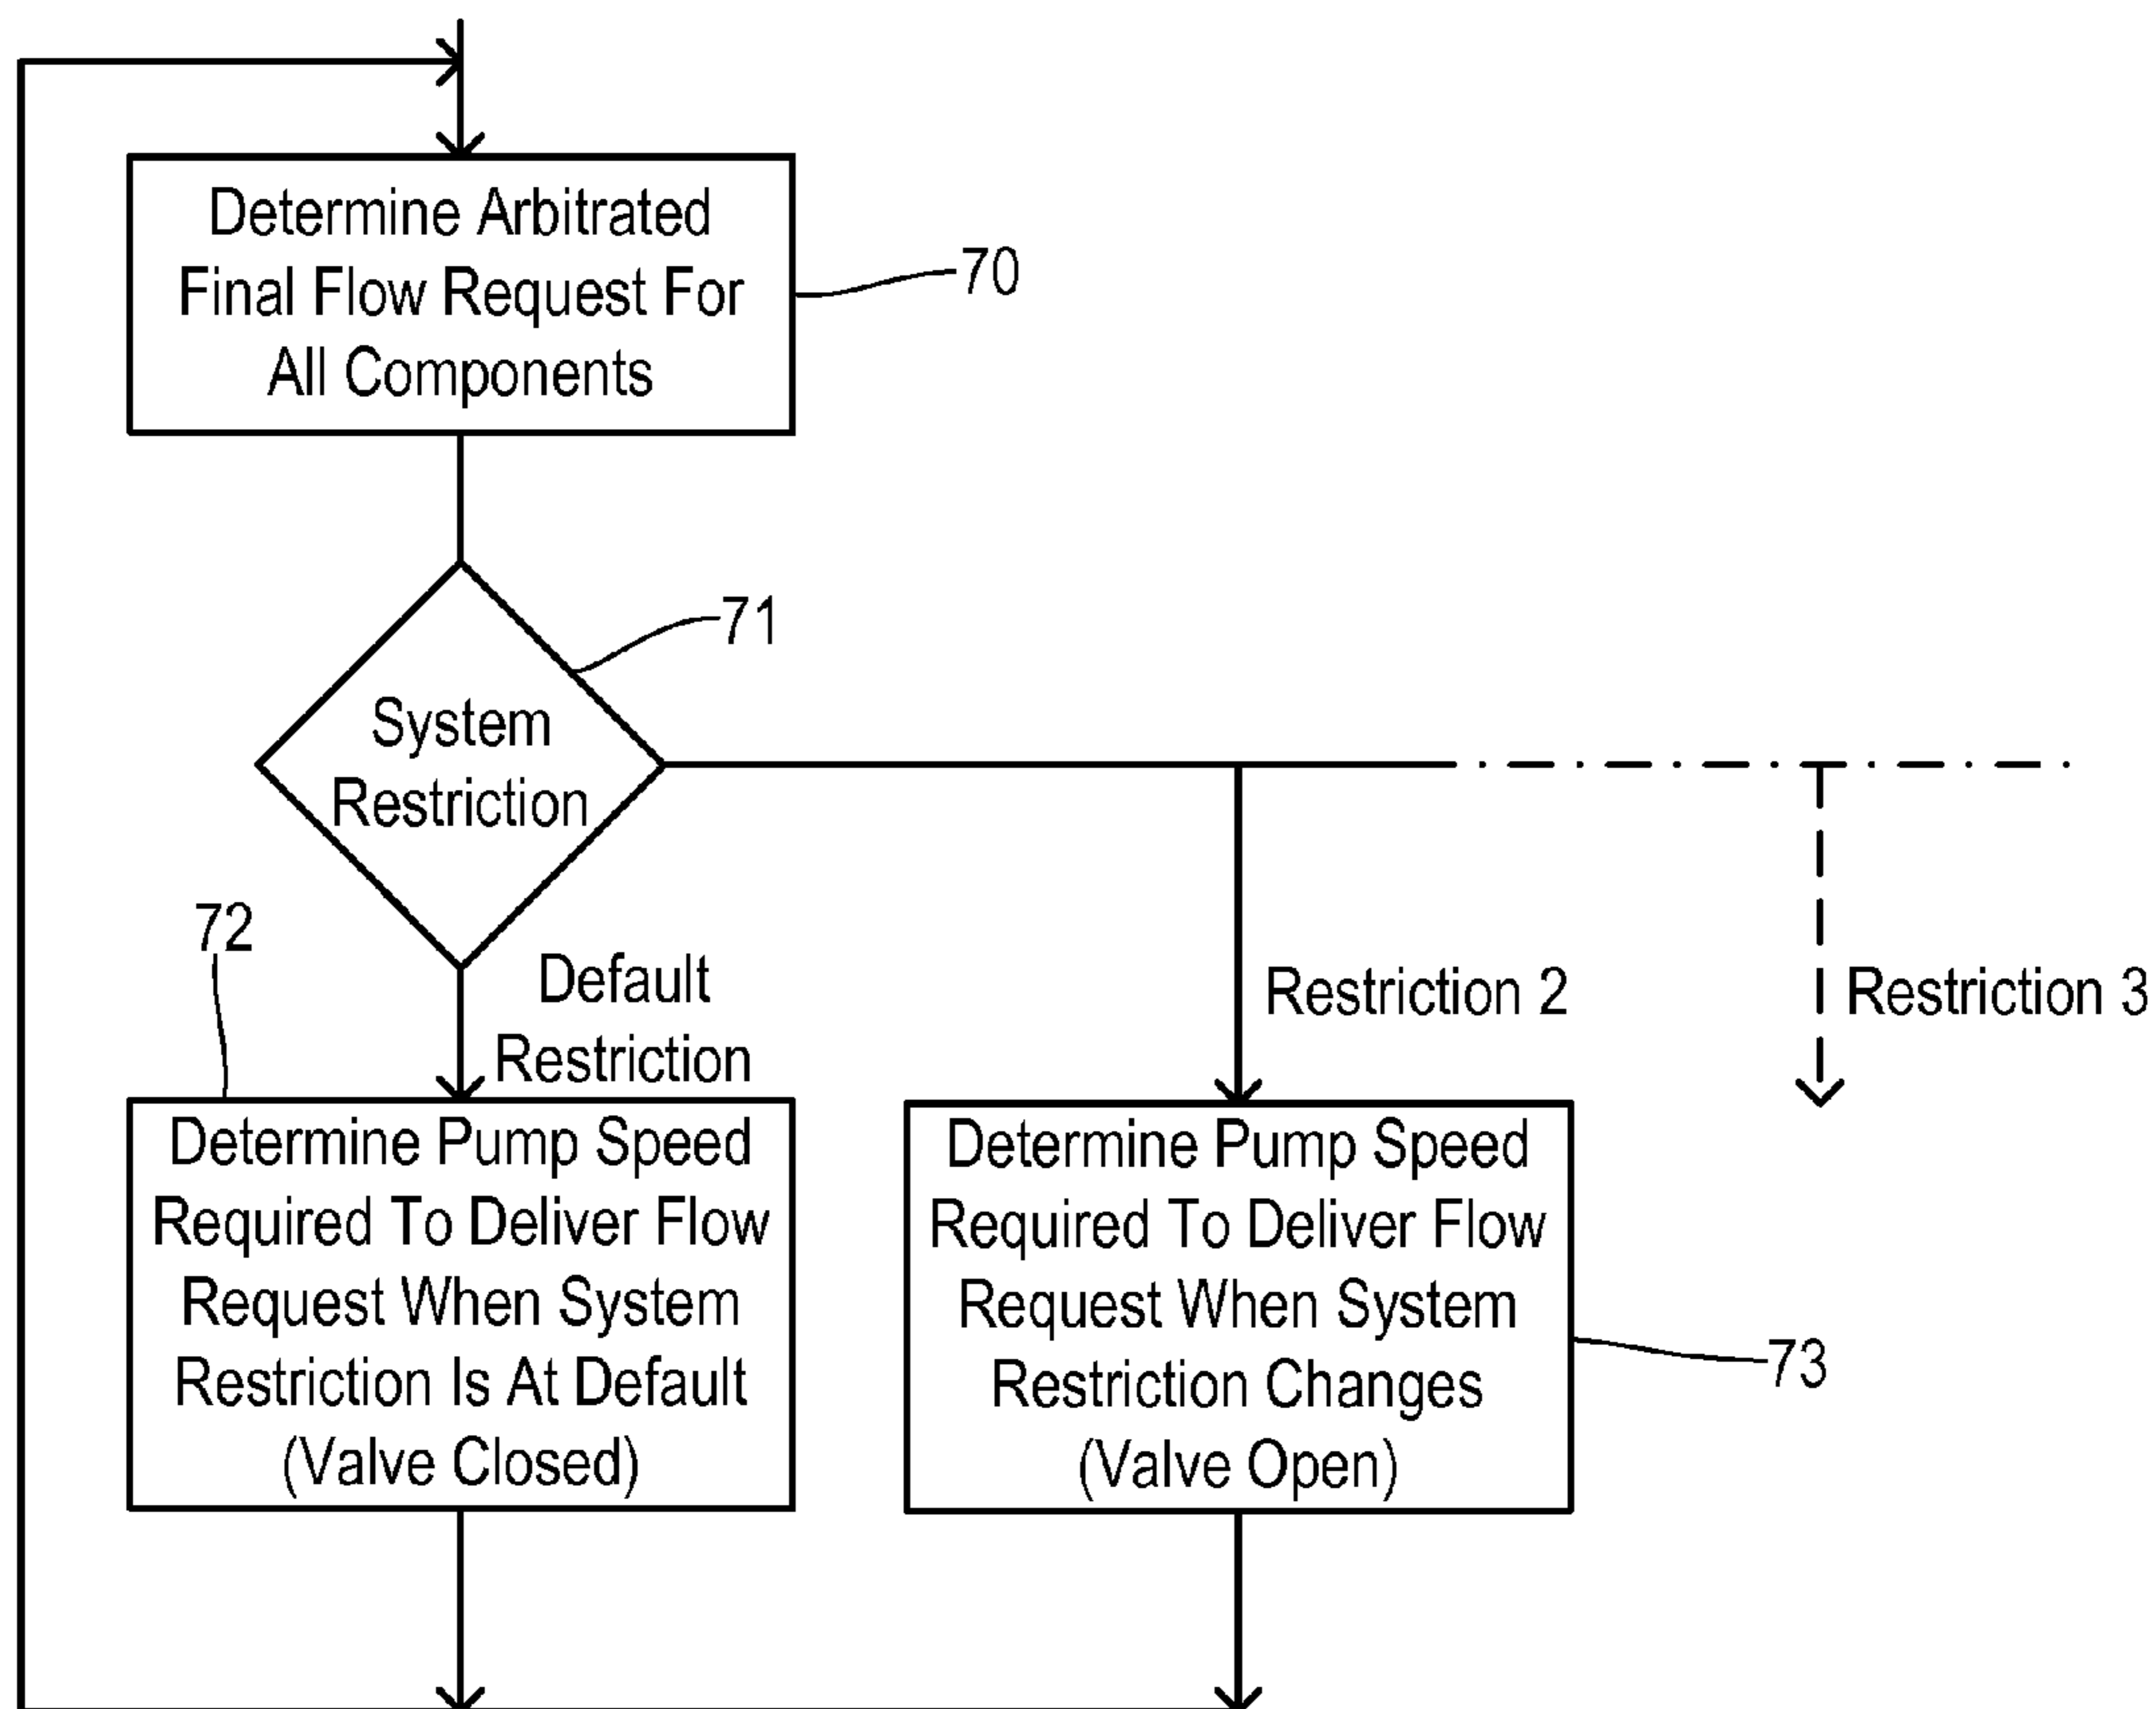 Determine Arbitrated
Final Flow Request For
All Components
70
71
System
Restriction
72
Default
Restriction
Restriction 2
Restriction 3
Determine Pump Speed
Required To Deliver Flow
Request When System
Restriction Is At Default
(Valve Closed)
Determine Pump Speed
Required To Deliver Flow
Request When System
Restriction Changes
(Valve Open)
73